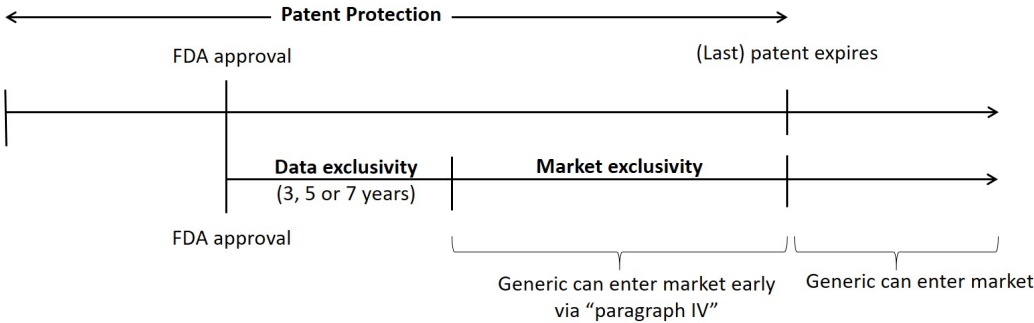 Patent Protection
FDA approval
(Last) patent expires
Data exclusivity
Market exclusivity
(3, 5 or 7 years)
FDA approval
Generic can enter market early
via “paragraph IV”
Generic can enter market